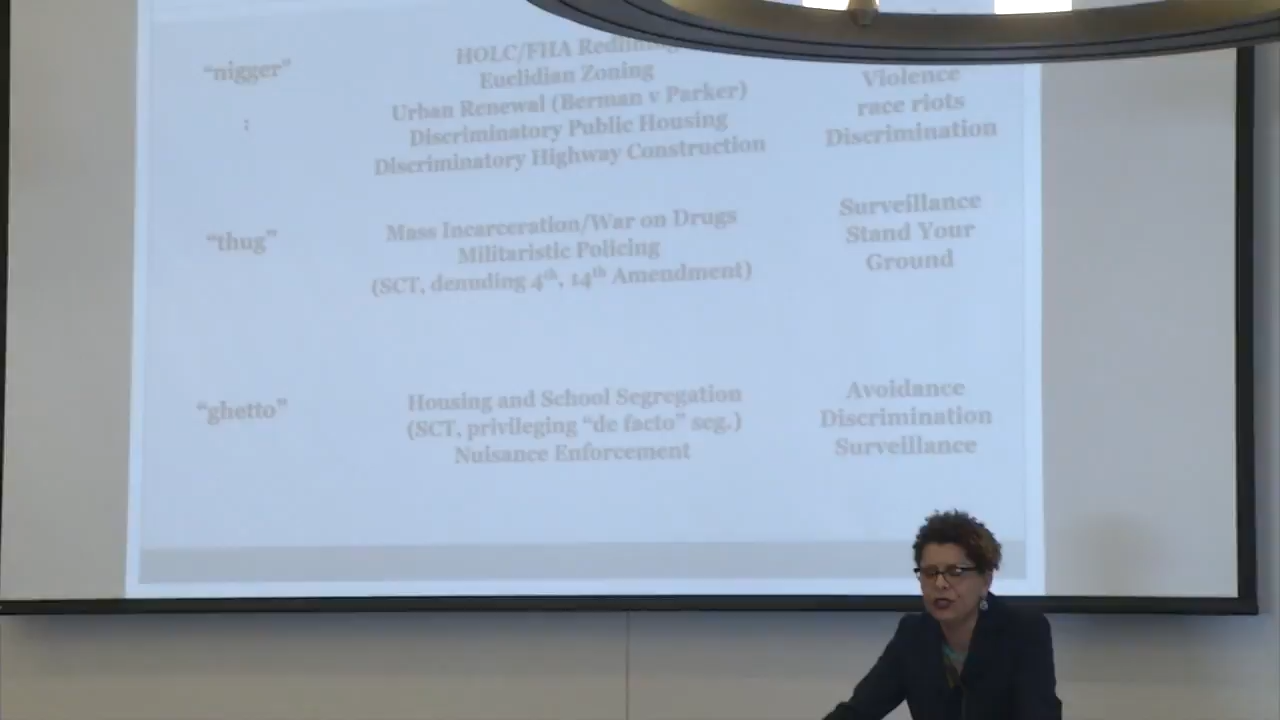 "nigger"
:
HOLC/FHA Redlining
Euclidian Zoning
Urban Renewal (Berman v Parker)
Discriminatory Public Housing
Discriminatory Highway Construction
Violence
race riots
Discrimination
"thug"
Mass Incarceration/War on Drugs
Militaristic Policing
(SCT, denuding 4th, 14th Amendment)
Surveillance
Stand Your
Ground
"ghetto"
Housing and School Segregation
(SCT, privileging "de facto" seg.)
Nuisance Enforcement
Avoidance
Discrimination
Surveillance